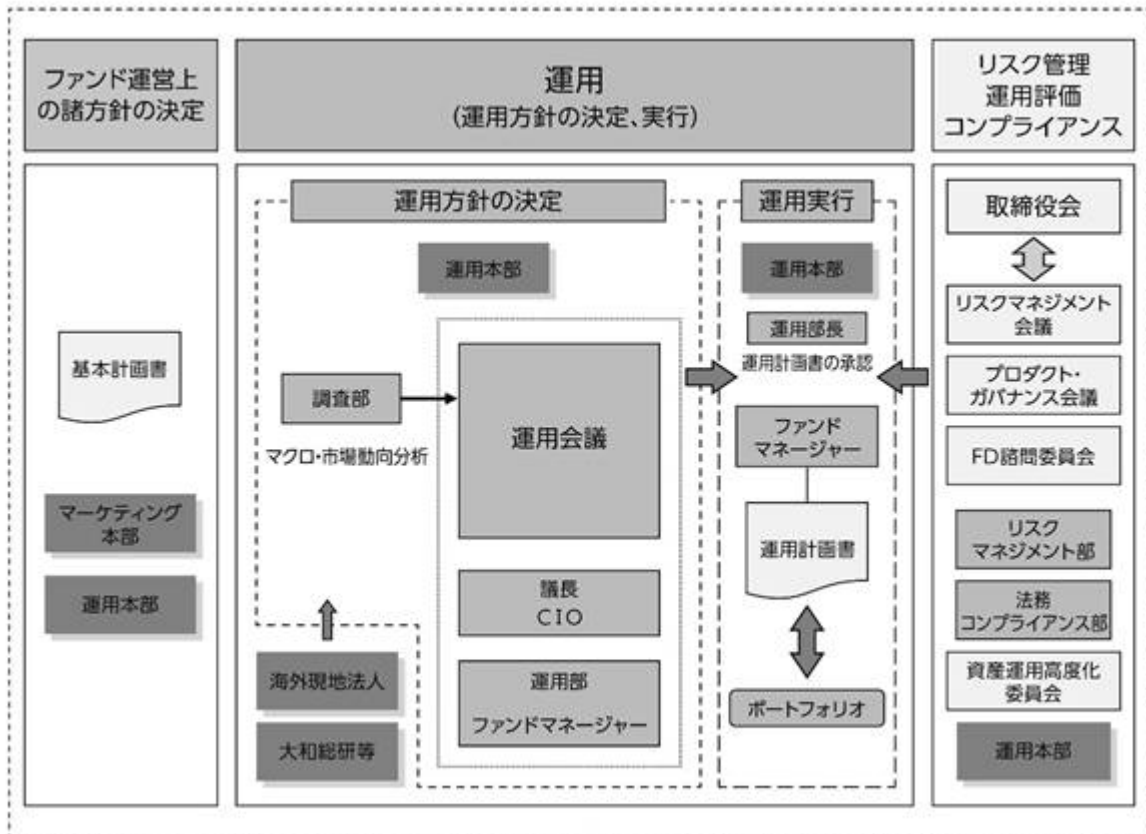 ファンド運営上
の諸方針の決定
運用
(運用方針の決定、実行)
リスク管理
運用評価
コンプライアンス
基本計画書
マーケティング
本部
運用本部
運用方針の決定
運用本部
調査部
マクロ・市場動向分析
運用会議
議長
CIO
運用部
ファンドマネージャー
海外現地法人
大和総研等
運用実行
運用本部
運用部長
運用計画書の承認
ファンド
マネージャー
運用計画書
ポートフォリオ
取締役会
リスクマネジメント
会議
プロダクト・
ガバナンス会議
FD諮問委員会
リスク
マネジメント部
法務
コンプライアンス部
資産運用高度化
委員会
運用本部